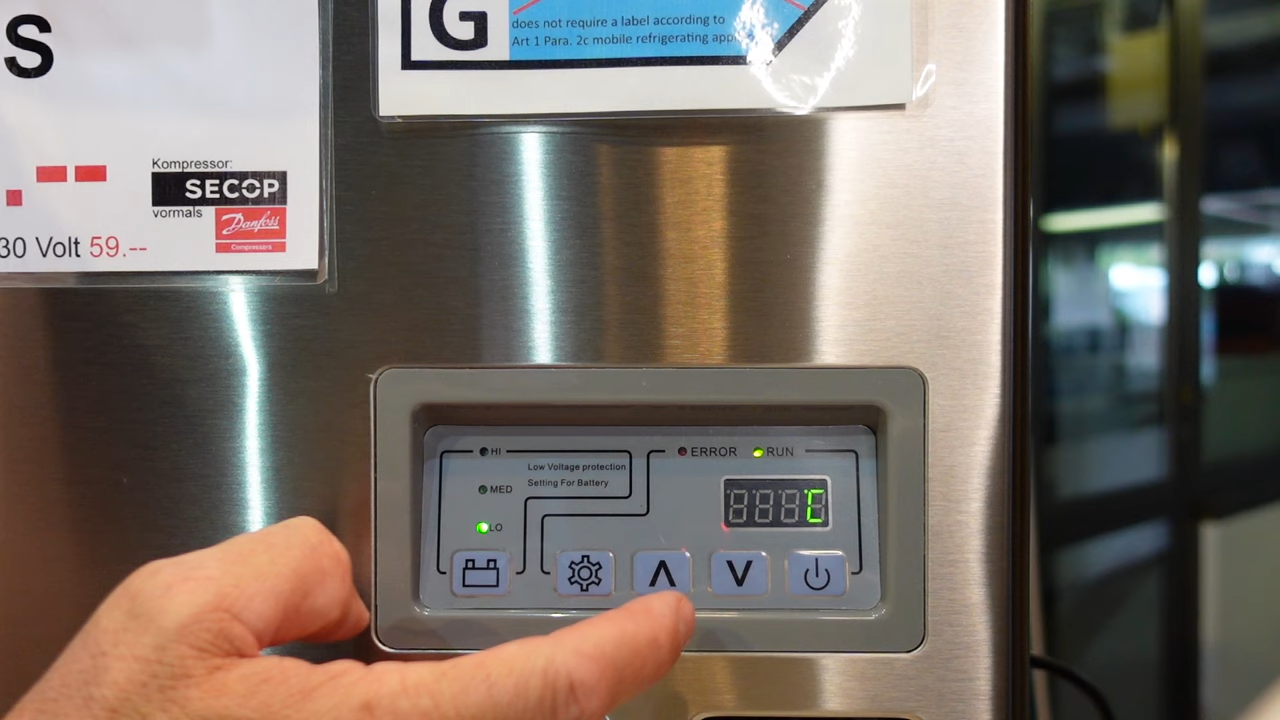 S
Kompressor:
SECOP
vormals
Danfoss
Compressors
30 Volt 59.--
G
does not require a label according to
Art 1 Para. 2c mobile refrigerating
HI
Low Voltage protection
Setting For Battery
MED
LO
ERROR
RUN
C